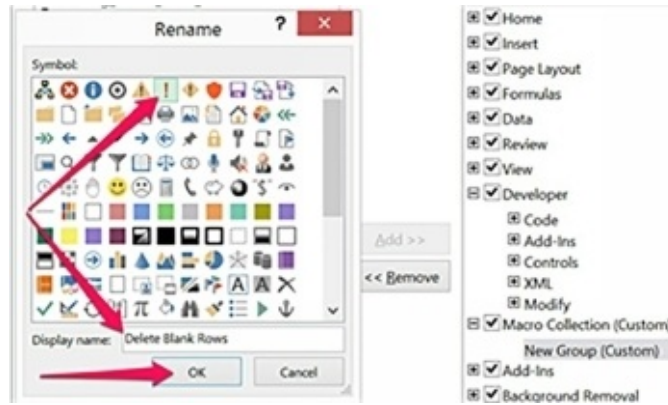 Rename
?
×
Symbol:
Display name: Delete Blank Rows
OK
Cancel
Add >>
<< Remove
Home
Insert
Page Layout
Formulas
Data
Review
View
Developer
Code
Add-Ins
Controls
XML
Modify
Macro Collection (Custom)
New Group (Custom)
Add-Ins
Background Removal